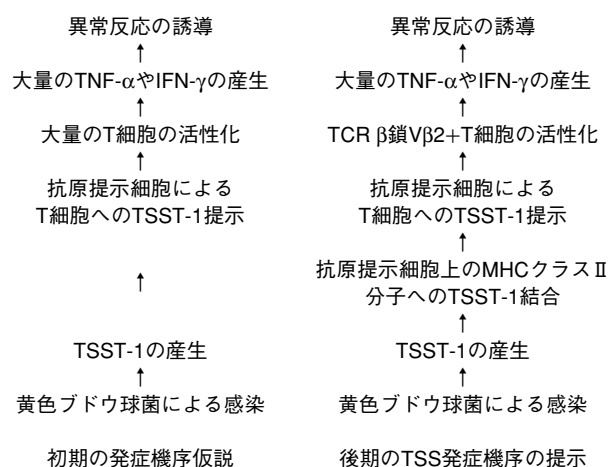 異常反応の誘導
↑
大量のTNF-αやIFN-γの産生
↑
大量のT細胞の活性化
↑
抗原提示細胞による
T細胞へのTSST-1提示
↑
TSST-1の産生
↑
黄色ブドウ球菌による感染
初期の発症機序仮説
異常反応の誘導
↑
大量のTNF-αやIFN-γの産生
↑
TCR β鎖Vβ2+T細胞の活性化
↑
抗原提示細胞による
T細胞へのTSST-1提示
↑
抗原提示細胞上のMHCクラスⅡ
分子へのTSST-1結合
↑
TSST-1の産生
↑
黄色ブドウ球菌による感染
後期のTSS発症機序の提示